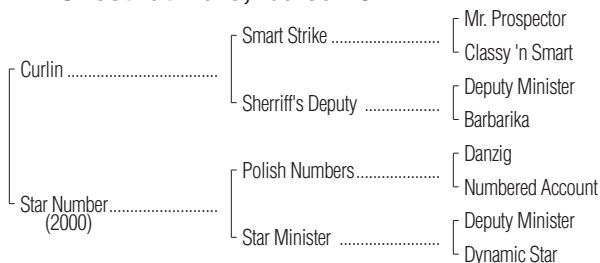 Mr. Prospector
Smart Strike ...................
Classy 'n Smart
Curlin ..................................
Deputy Minister
Sherriff's Deputy .................
Barbarika
Danzig
Polish Numbers...................
Numbered Account
Star Number.........................
(2000)
Deputy Minister
Star Minister .......................
Dynamic Star